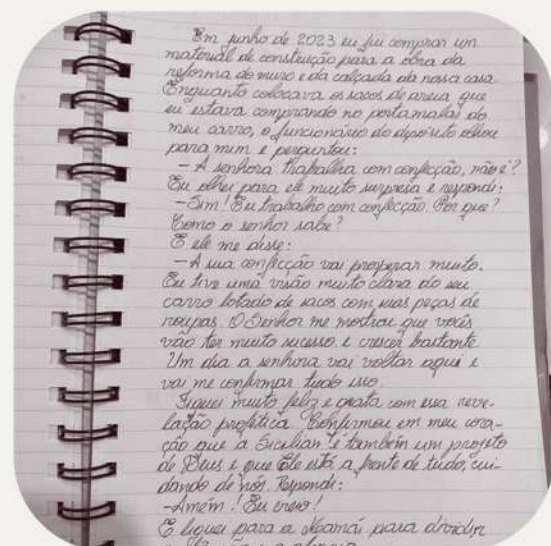 Em junho de 2023 eu fui comprar um
material de construção para a obra da
reforma do muro e da calçada da nossa casa
Enquanto colocava os sacos de areia que
eu estava comprando no portamalas do
meu carro, o funcionário do depósito olhou
para mim e perguntou:
– A senhora trabalha com confecção, não é?
Eu olhei para ele muito surpresa e respondi:
– Sim! Eu trabalho com confecção. Por que?
Como o senhor sabe?
E ele me disse:
– A sua confecção vai prosperar muito.
Eu tive uma visão muito clara do seu
carro lotado de sacos com suas peças de
roupas. O Senhor me mostrou que vocês
vão ter muito sucesso e crescer bastante.
Um dia a senhora vai voltar aqui e
vai me confirmar tudo isso.
Fiquei muito feliz e grata com essa reve-
lação profética. Confirmou em meu cora-
ção que a Sicilian's é também um projeto
de Deus e que Ele está a frente de tudo, cui-
dando de nós. Respondi:
– Amém! Eu creio!
E liguei para a Noamái para dividir